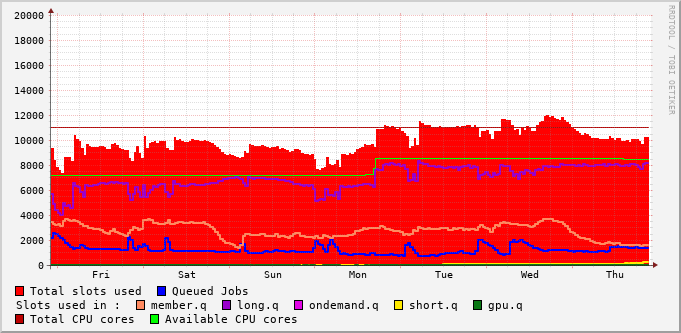 20000
18000
16000
14000
12000
10000
8000
6000
4000
2000
0
Fri Sat Sun Mon Tue Wed Thu
Total slots used Queued Jobs
Slots used in : member.q long.q ondemand.q short.q gpu.q
Total CPU cores Available CPU cores
RRDTOOL / TOBI OETIKER